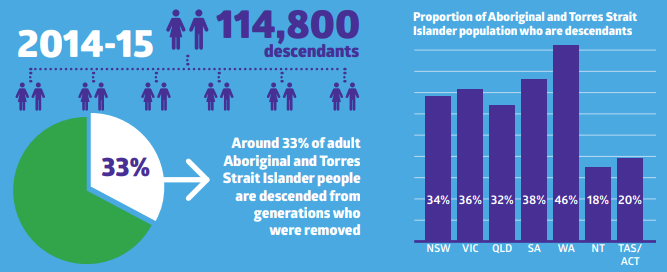 2014-15
114,800
descendants
33%
Around 33% of adult
Aboriginal and Torres
Strait Islander people
are descended from
generations who
were removed
Proportion of Aboriginal and Torres Strait
Islander population who are descendants
34% 36% 32% 38% 46% 18% 20%
NSW VIC QLD SA WA NT TAS/
ACT